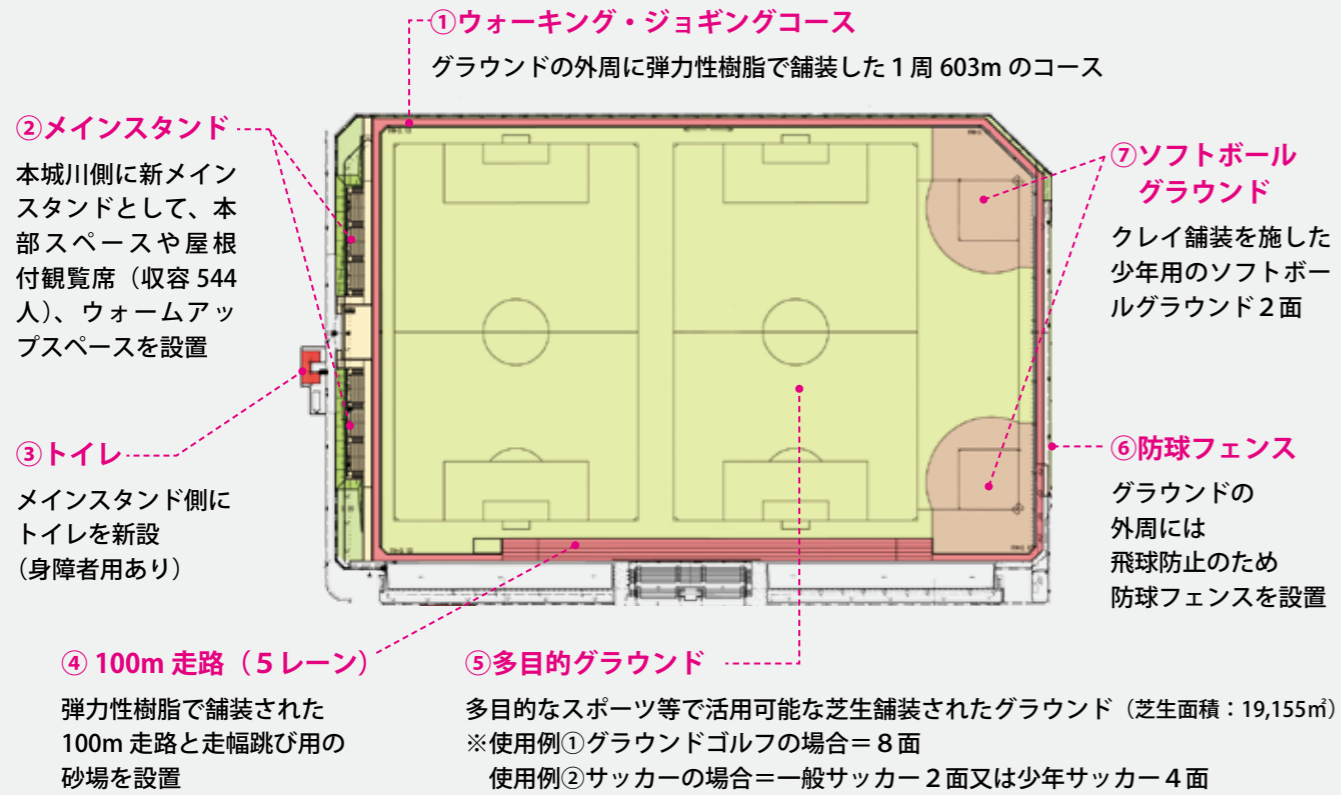 ①ウォーキング・ジョギングコース
グラウンドの外周に弾力性樹脂で舗装した１周 603m のコース
②メインスタンド
本城川側に新メイン
スタンドとして、本
部スペースや屋根
付観覧席（収容 544
人）、ウォームアッ
プスペースを設置
③トイレ
メインスタンド側に
トイレを新設
（身障者用あり）
④ 100m 走路（５レーン）
弾力性樹脂で舗装された
100m 走路と走幅跳び用の
砂場を設置
⑤多目的グラウンド
多目的なスポーツ等で活用可能な芝生舗装されたグラウンド（芝生面積：19,155㎡）
※使用例①グラウンドゴルフの場合＝８面
使用例②サッカーの場合＝一般サッカー２面又は少年サッカー４面
⑦ソフトボール
グラウンド
クレイ舗装を施した
少年用のソフトボー
ルグラウンド２面
⑥防球フェンス
グラウンドの
外周には
飛球防止のため
防球フェンスを設置